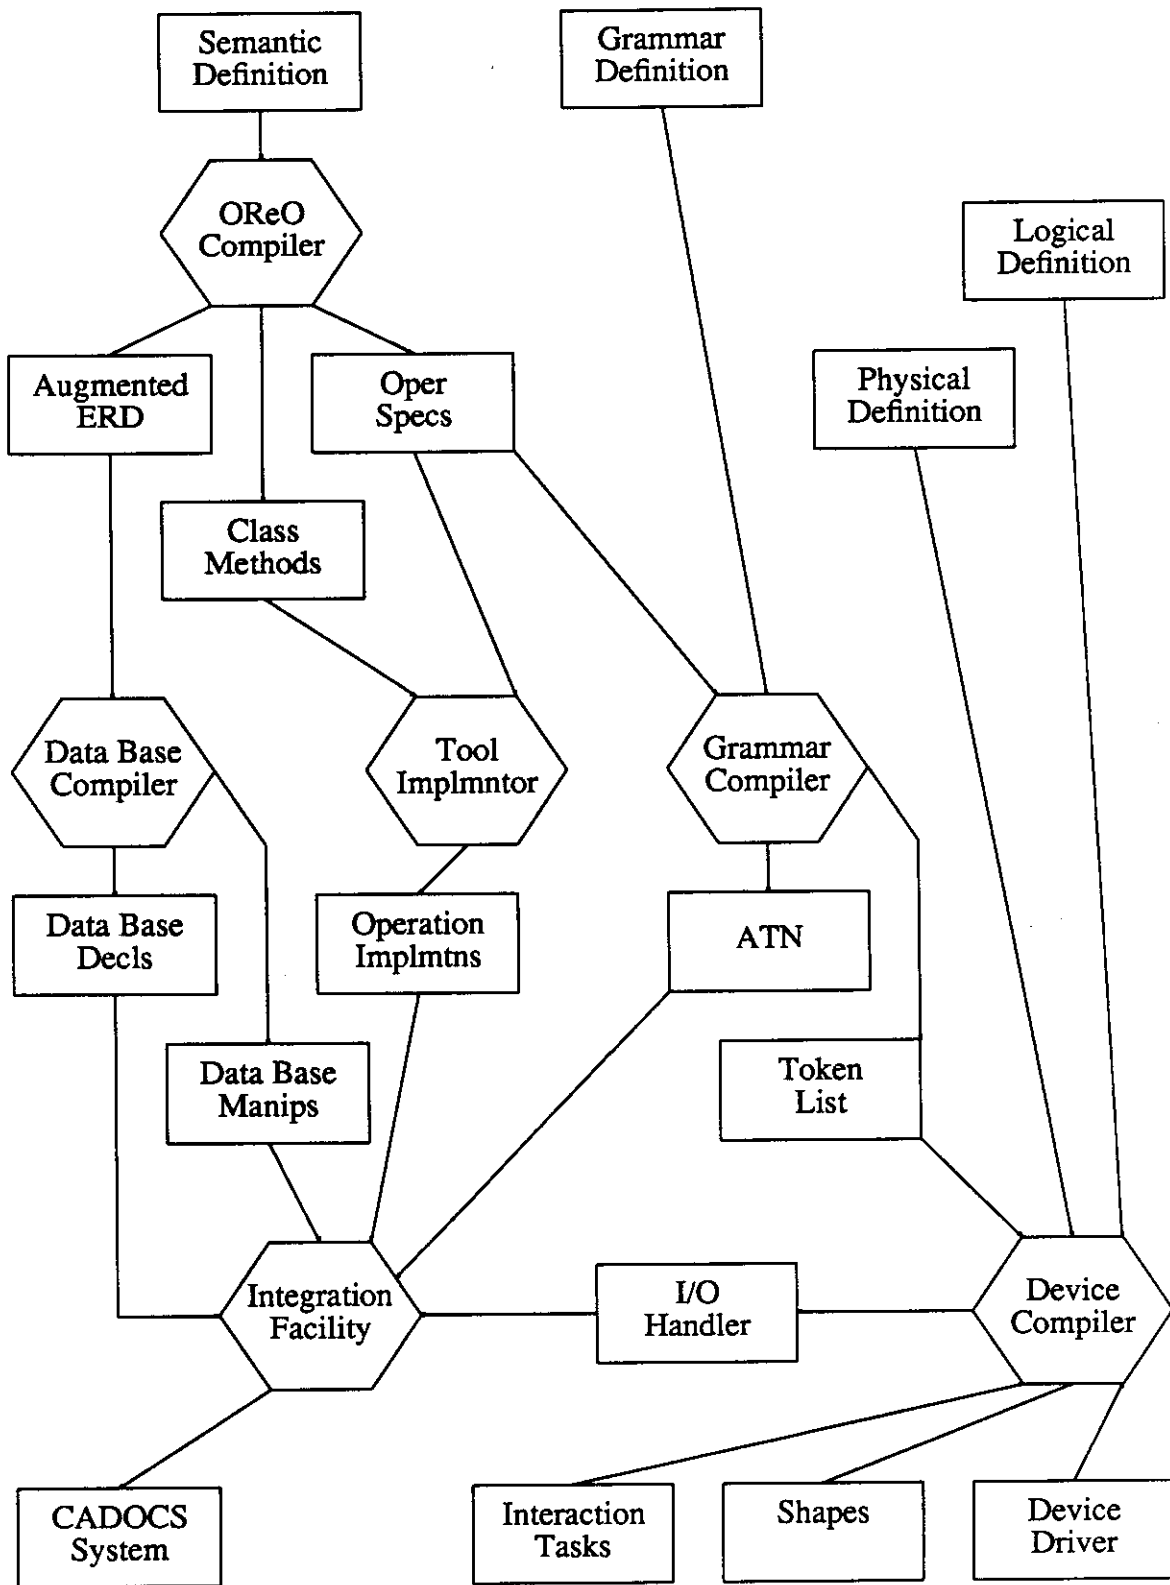 Semantic
Definition
Grammar
Definition
OReO
Compiler
Logical
Definition
Augmented
ERD
Oper
Specs
Physical
Definition
Class
Methods
Data Base
Compiler
Tool
Implmntor
Grammar
Compiler
Data Base
Decls
Operation
Implmtns
ATN
Data Base
Manips
Token
List
Integration
Facility
I/O
Handler
Device
Compiler
CADOCS
System
Interaction
Tasks
Shapes
Device
Driver